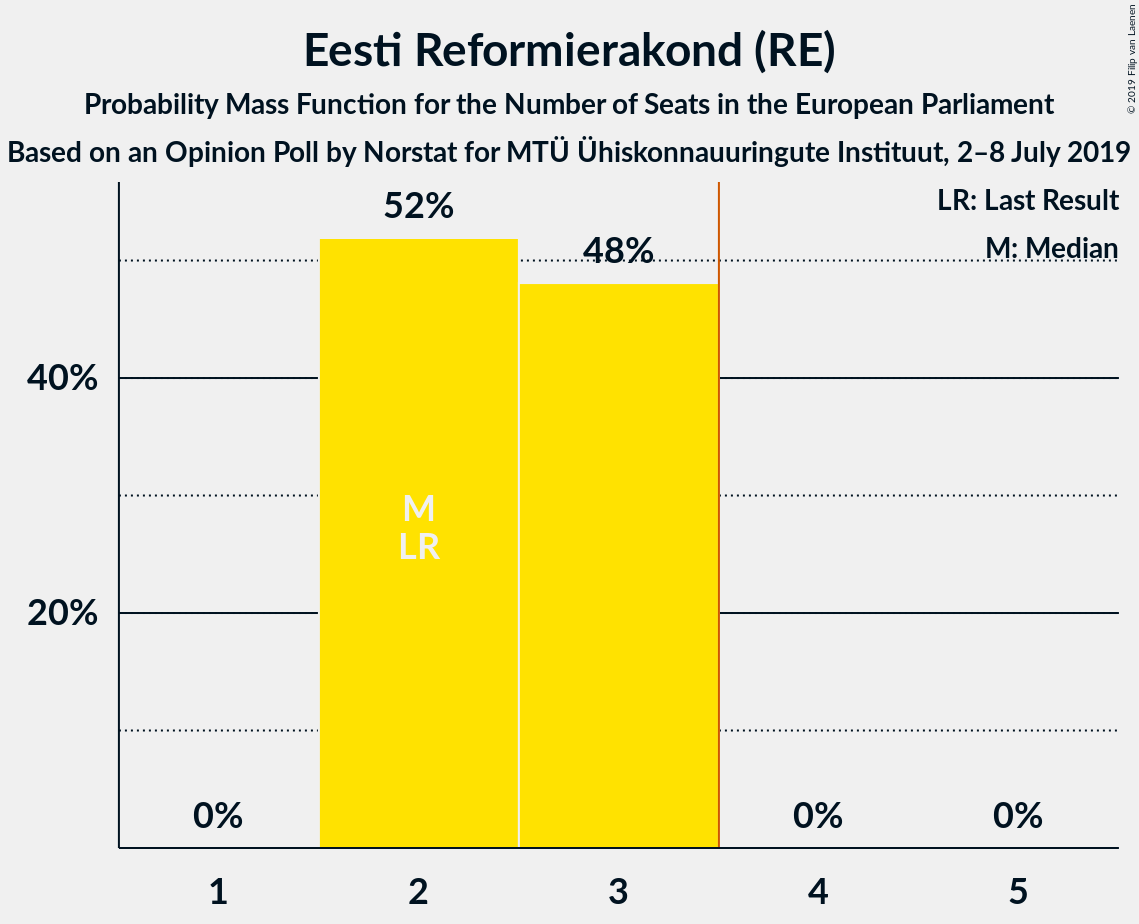 Eesti Reformierakond (RE)
Probability Mass Function for the Number of Seats in the European Parliament
Based on an Opinion Poll by Norstat for MTÜ Ühiskonnauuringute Instituut, 2–8 July 2019
© 2019 Filip van Laenen
LR: Last Result
M: Median
52%
48%
40%
20%
M
LR
0%
0%
0%
1
2
3
4
5